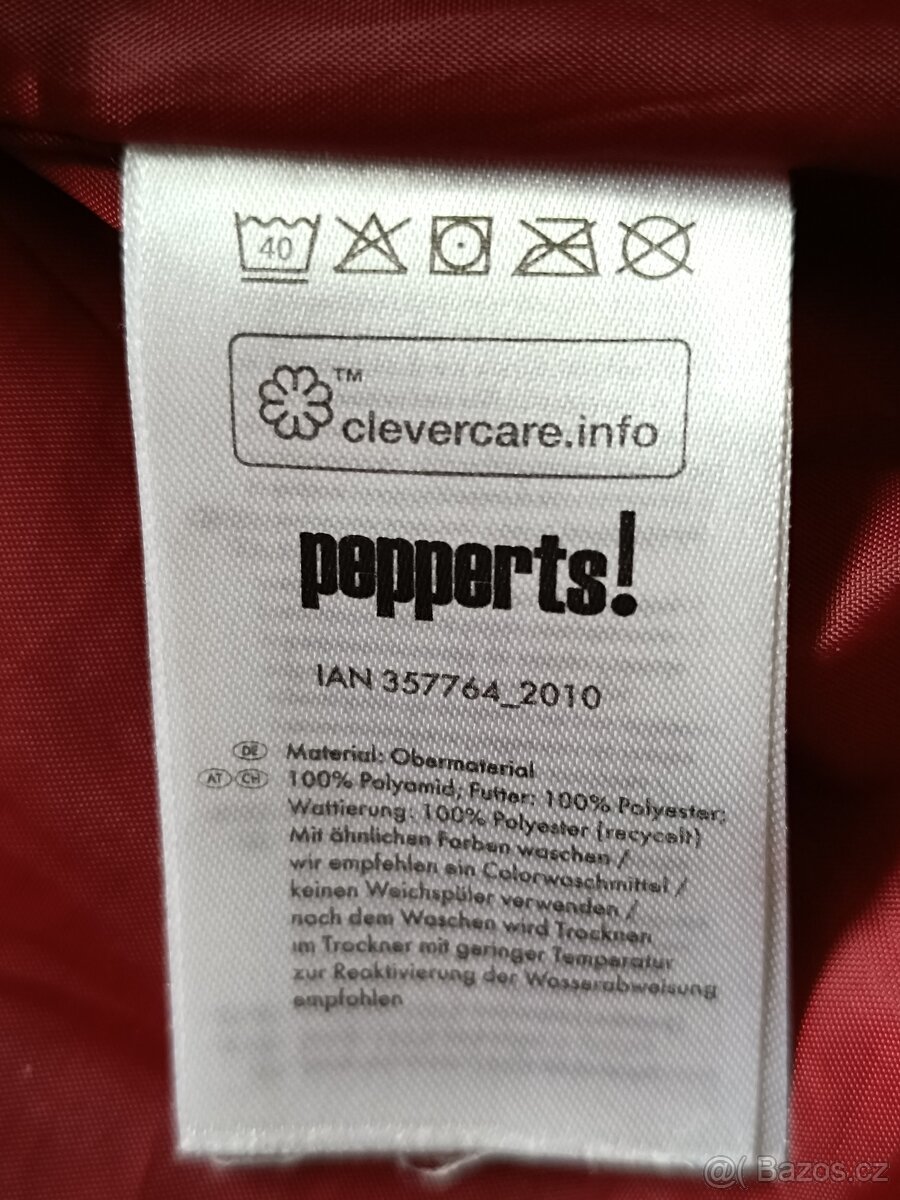 40
TM
clevercare.info
pepperts!
IAN 357764_2010
DE Material: Obermaterial
AT CH 100% Polyamid; Futter: 100% Polyester;
Wattierung: 100% Polyester (recycelt)
Mit ähnlichen Farben waschen /
wir empfehlen ein Colorwaschmittel /
keinen Weichspüler verwenden /
nach dem Waschen wird Trocknen
im Trockner mit geringer Temperatur
zur Reaktivierung der Wasserabweisung
empfohlen
@( Bazos.cz